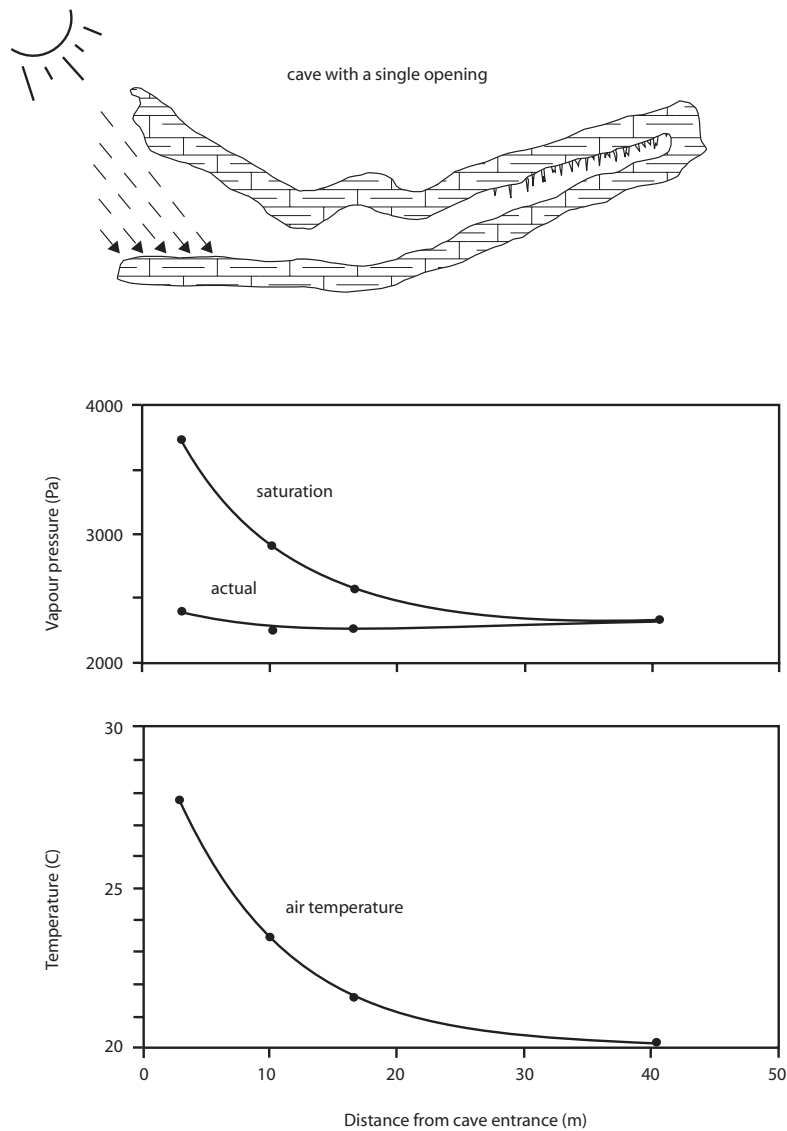 cave with a single opening
4000
3000
2000
Vapour pressure (Pa)
saturation
actual
30
25
20
Temperature (C)
air temperature
0 10 20 30 40 50
Distance from cave entrance (m)